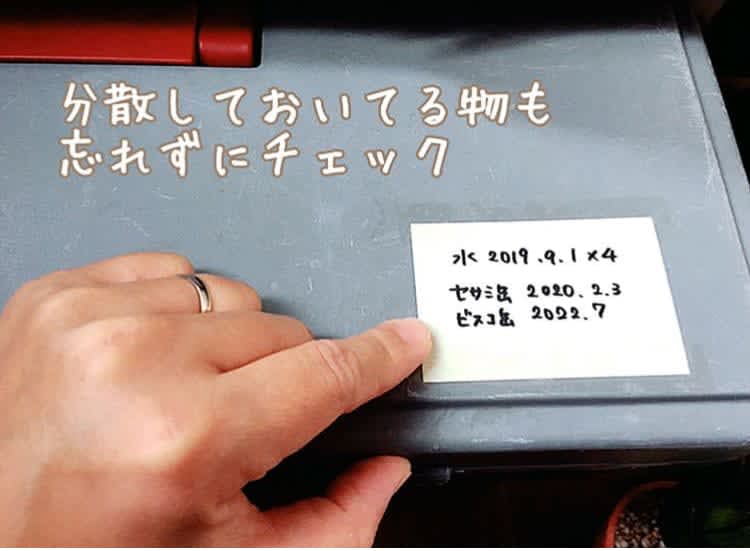 分散しておいてる物も
忘れずにチェック
水 2019.9.1×4
セサミ缶 2020.2.3
ビスコ缶 2022.7